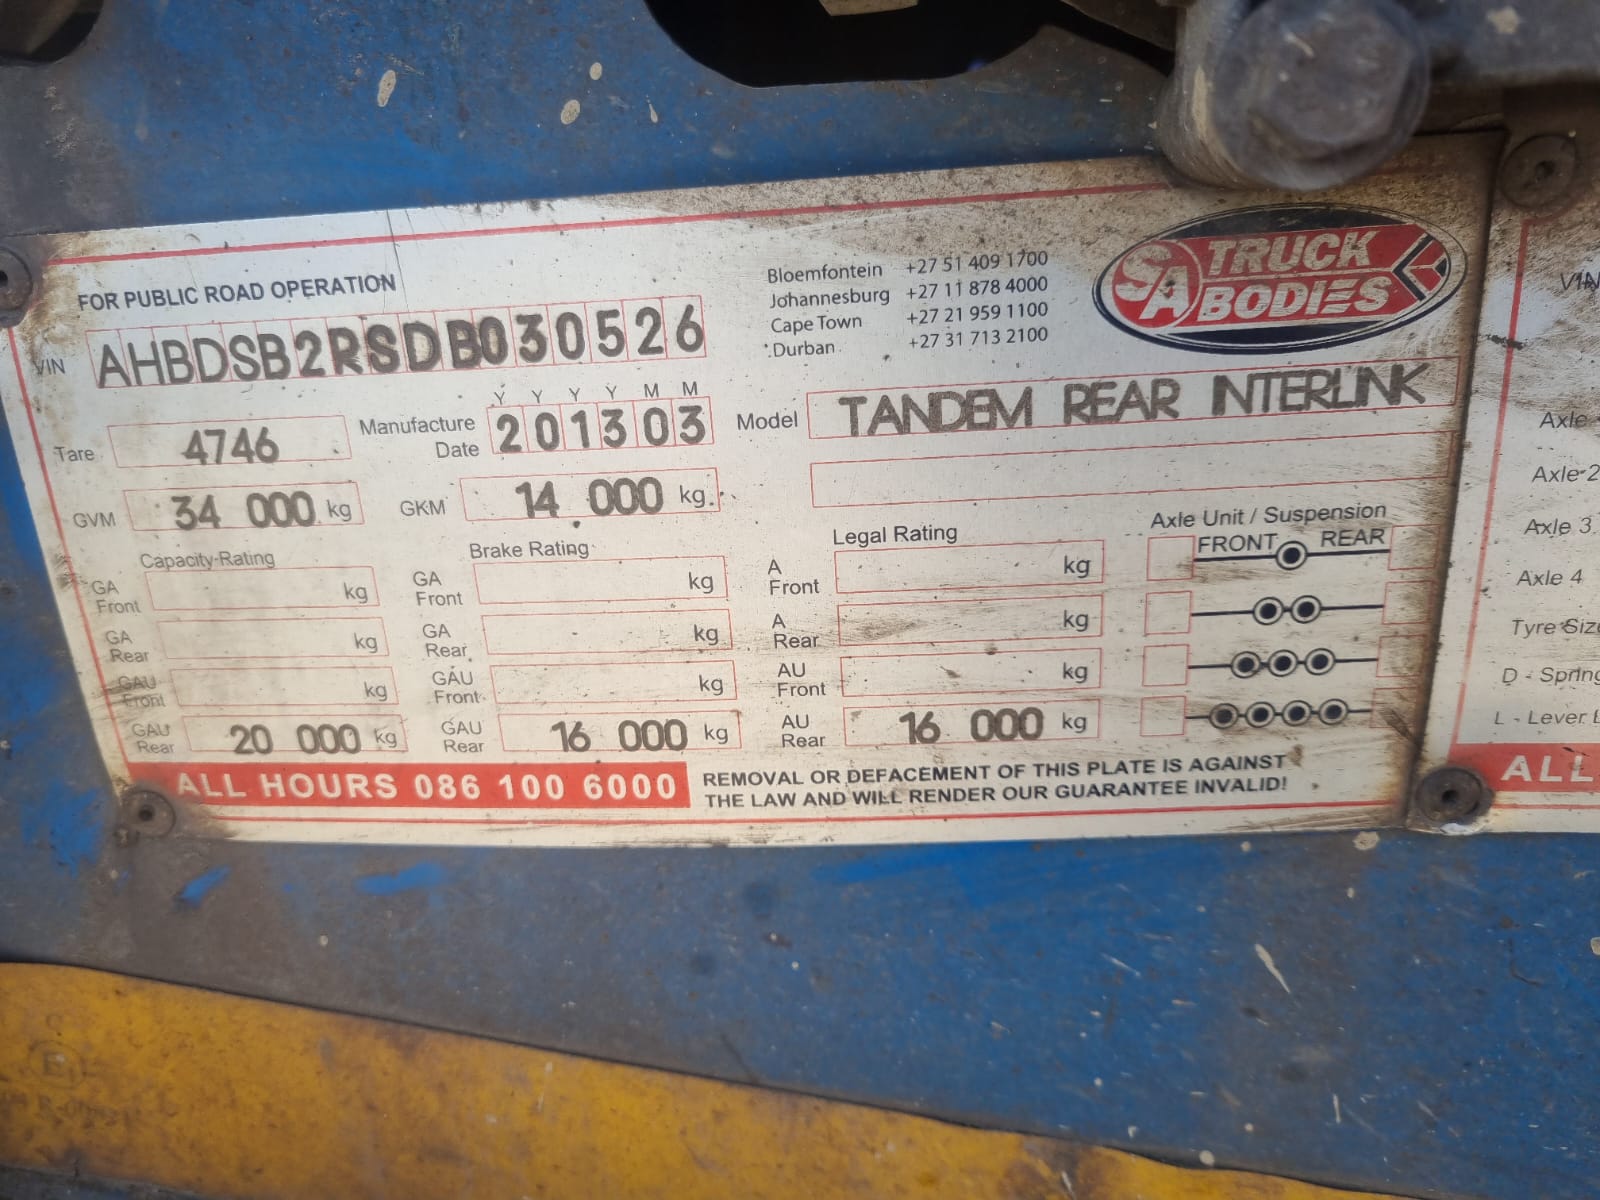 FOR PUBLIC ROAD OPERATION
VIN AHBDSB2RSDB030526
Bloemfontein +27 51 409 1700
Johannesburg +27 11 878 4000
Cape Town +27 21 959 1100
Durban +27 31 713 2100
SA TRUCK BODIES
Tare 4746
Manufacture Date Y Y Y Y M M 201303
Model TANDEM REAR INTERLINK
GVM 34 000 kg
GKM 14 000 kg
Capacity Rating
GA Front kg
GA Rear kg
GAU Front kg
GAU Rear 20 000 kg
Brake Rating
GA Front kg
GA Rear kg
GAU Front kg
GAU Rear 16 000 kg
Legal Rating
A Front kg
A Rear kg
AU Front kg
AU Rear 16 000 kg
Axle Unit / Suspension
FRONT REAR
ALL HOURS 086 100 6000
REMOVAL OR DEFACEMENT OF THIS PLATE IS AGAINST
THE LAW AND WILL RENDER OUR GUARANTEE INVALID!
VIN
Axle
Axle 2
Axle 3
Axle 4
Tyre Size
D - Spring
L - Lever
ALL
E